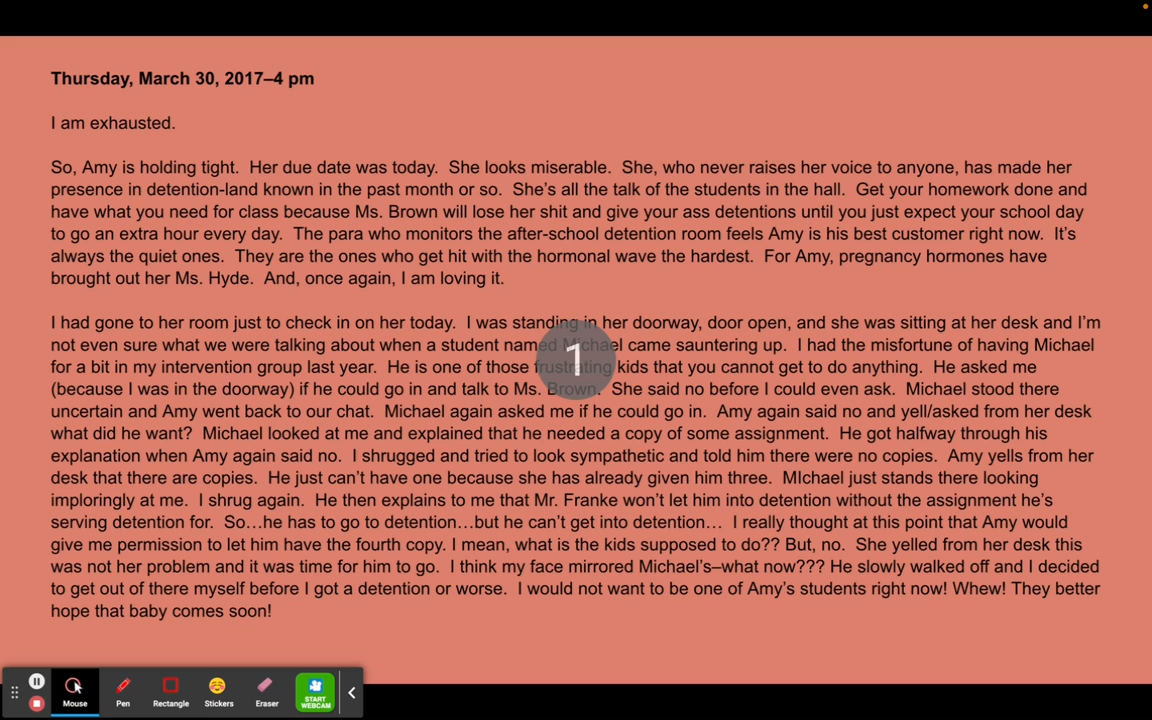 Thursday, March 30, 2017–4 pm
I am exhausted.
So, Amy is holding tight.  Her due date was today.  She looks miserable.  She, who never raises her voice to anyone, has made her
presence in detention-land known in the past month or so.  She’s all the talk of the students in the hall.  Get your homework done and
have what you need for class because Ms. Brown will lose her shit and give your ass detentions until you just expect your school day
to go an extra hour every day.  The para who monitors the after-school detention room feels Amy is his best customer right now.  It’s
always the quiet ones.  They are the ones who get hit with the hormonal wave the hardest.  For Amy, pregnancy hormones have
brought out her Ms. Hyde.  And, once again, I am loving it.
I had gone to her room just to check in on her today.  I was standing in her doorway, door open, and she was sitting at her desk and I’m
not even sure what we were talking about when a student named Michael came sauntering up.  I had the misfortune of having Michael
for a bit in my intervention group last year.  He is one of those frustrating kids that you cannot get to do anything.  He asked me
(because I was in the doorway) if he could go in and talk to Ms. Brown.  She said no before I could even ask.  Michael stood there
uncertain and Amy went back to our chat.  Michael again asked me if he could go in.  Amy again said no and yell/asked from her desk
what did he want?  Michael looked at me and explained that he needed a copy of some assignment.  He got halfway through his
explanation when Amy again said no.  I shrugged and tried to look sympathetic and told him there were no copies.  Amy yells from her
desk that there are copies.  He just can’t have one because she has already given him three.  MIchael just stands there looking
imploringly at me.  I shrug again.  He then explains to me that Mr. Franke won’t let him into detention without the assignment he’s
serving detention for.  So…he has to go to detention…but he can’t get into detention…  I really thought at this point that Amy would
give me permission to let him have the fourth copy. I mean, what is the kids supposed to do?? But, no.  She yelled from her desk this
was not her problem and it was time for him to go.  I think my face mirrored Michael’s–what now??? He slowly walked off and I decided
to get out of there myself before I got a detention or worse.  I would not want to be one of Amy’s students right now! Whew! They better
hope that baby comes soon!
1
Mouse
Pen
Rectangle
Stickers
Eraser
START
WEBCAM